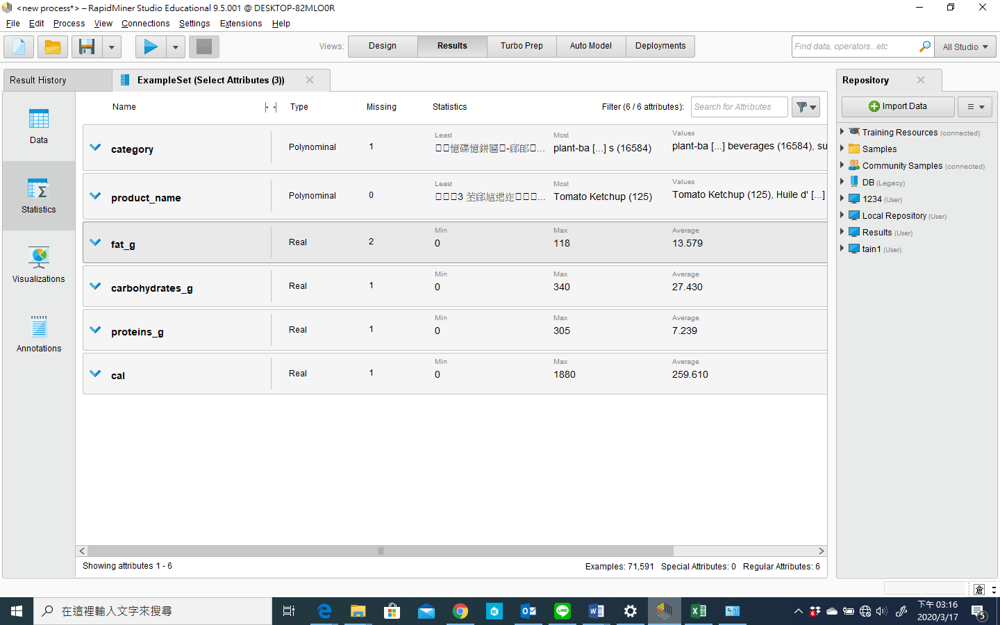 <new process*> – RapidMiner Studio Educational 9.5.001 @ DESKTOP-82MLO0R
File Edit Process View Connections Settings Extensions Help
Views: Design Results Turbo Prep Auto Model Deployments
Find data, operators...etc
All Studio
Result History
ExampleSet (Select Attributes (3))
Repository
Data
Statistics
Visualizations
Annotations
Name Type Missing Statistics Filter (6 / 6 attributes): Search for Attributes
Least Most Values
category Polynominal 1 plant-ba [...] s (16584) plant-ba [...] beverages (16584), su
Least Most Values
product_name Polynominal 0 Tomato Ketchup (125) Tomato Ketchup (125), Huile d' [...]
Min Max Average
fat_g Real 2 0 118 13.579
Min Max Average
carbohydrates_g Real 1 0 340 27.430
Min Max Average
proteins_g Real 1 0 305 7.239
Min Max Average
cal Real 1 0 1880 259.610
Showing attributes 1 - 6
Examples: 71,591 Special Attributes: 0 Regular Attributes: 6
Import Data
Training Resources (connected)
Samples
Community Samples (connected)
DB (Legacy)
1234 (User)
Local Repository (User)
Results (User)
tain1 (User)
倉
在這裡輸入文字來搜尋
下午 03:16
2020/3/17
6
5